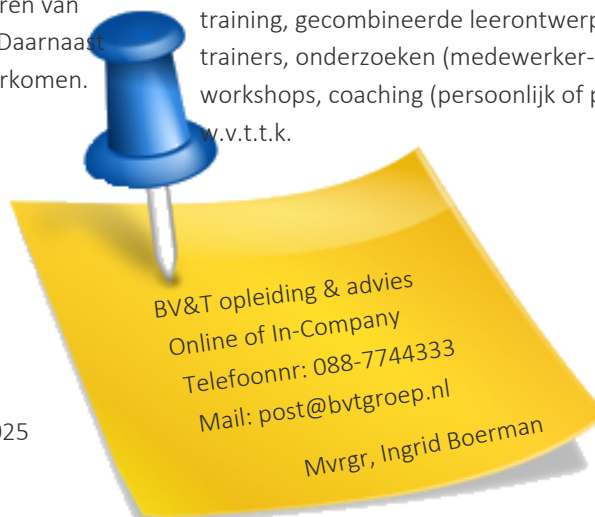 ren van
Daarnaast
rkomen.
training, gecombineerde leerontwerp
trainers, onderzoeken (medewerker-
workshops, coaching (persoonlijk of p
w.v.t.t.k.
BV&T opleiding & advies
Online of In-Company
Telefoonnr: 088-7744333
Mail: post@bvtgroep.nl
Mvrgr, Ingrid Boerman
025